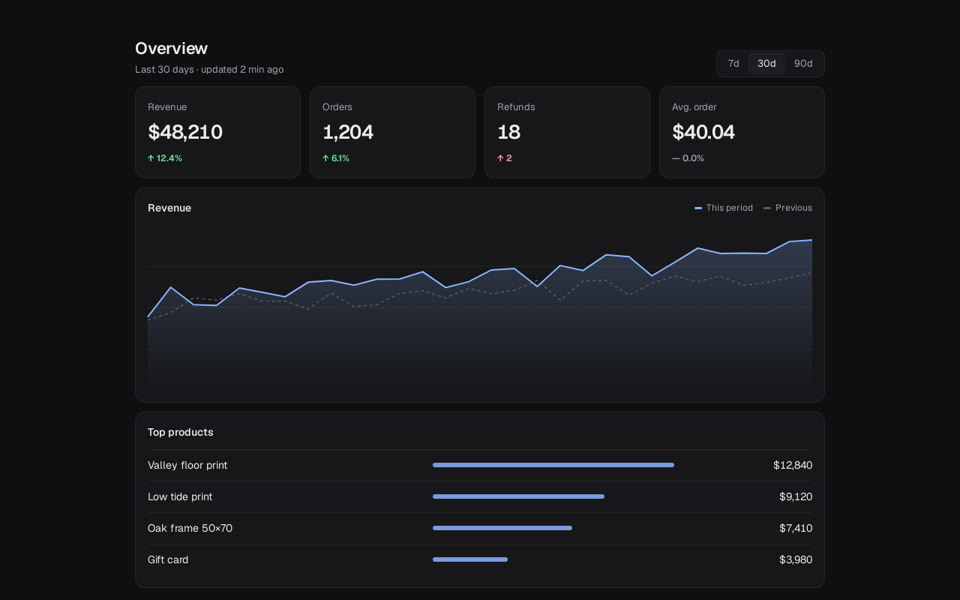 Overview
Last 30 days · updated 2 min ago
7d 30d 90d
Revenue
$48,210
↑ 12.4%
Orders
1,204
↑ 6.1%
Refunds
18
↑ 2
Avg. order
$40.04
— 0.0%
Revenue
This period Previous
Top products
Valley floor print $12,840
Low tide print $9,120
Oak frame 50×70 $7,410
Gift card $3,980